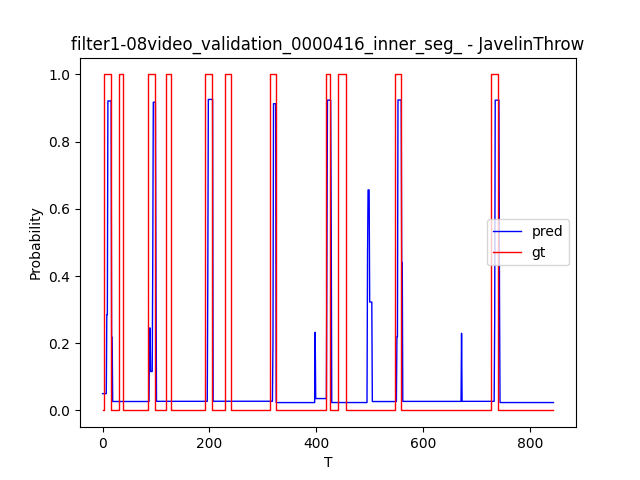 filter1-08video_validation_0000416_inner_seg_ - JavelinThrow
1.0
0.8
0.6
0.4
0.2
0.0
Probability
pred
gt
0
200
400
600
800
T